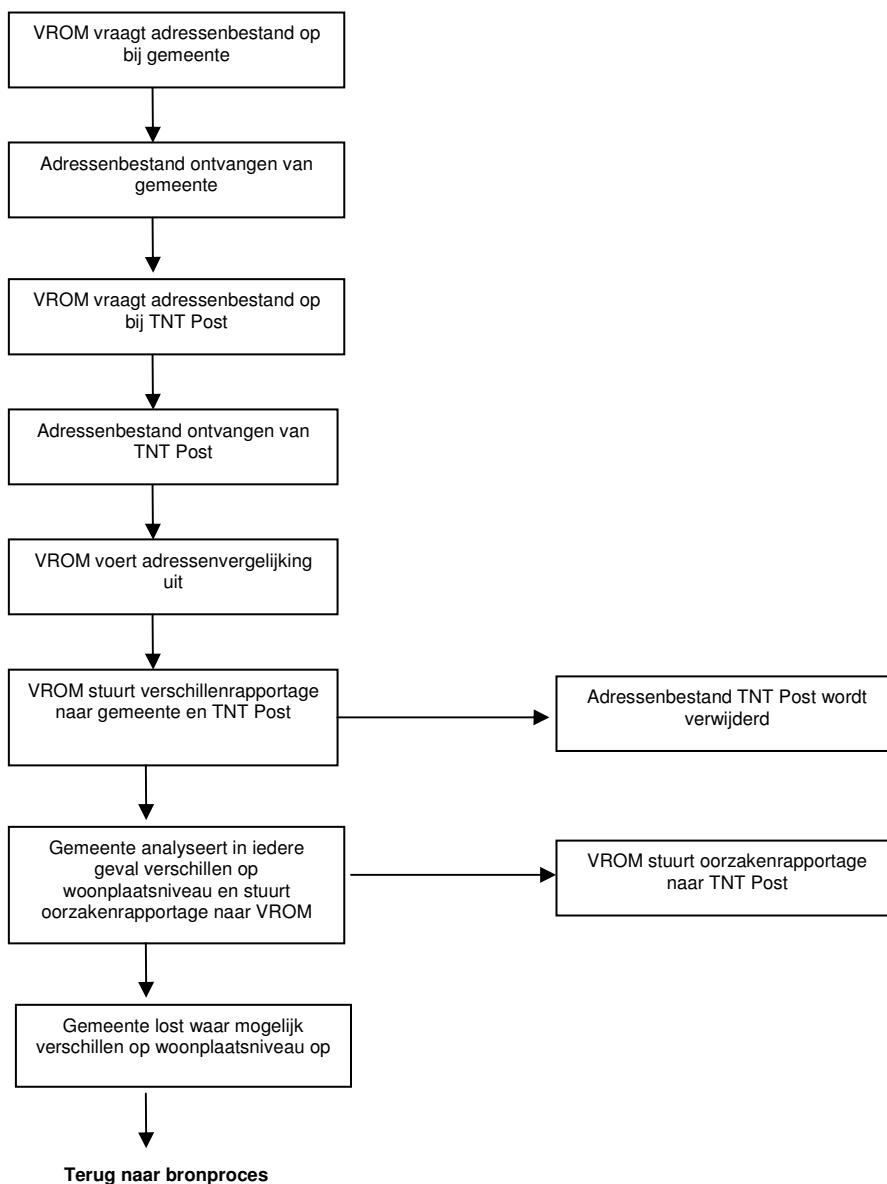 VROM vraagt adressenbestand op
bij gemeente
Adressenbestand ontvangen van
gemeente
VROM vraagt adressenbestand op
bij TNT Post
Adressenbestand ontvangen van
TNT Post
VROM voert adressenvergelijking
uit
VROM stuurt verschillenrapportage
naar gemeente en TNT Post
Adressenbestand TNT Post wordt
verwijderd
Gemeente analyseert in iedere
geval verschillen op
woonplaatsniveau en stuurt
oorzakenrapportage naar VROM
VROM stuurt oorzakenrapportage
naar TNT Post
Gemeente lost waar mogelijk
verschillen op woonplaatsniveau op
Terug naar bronproces